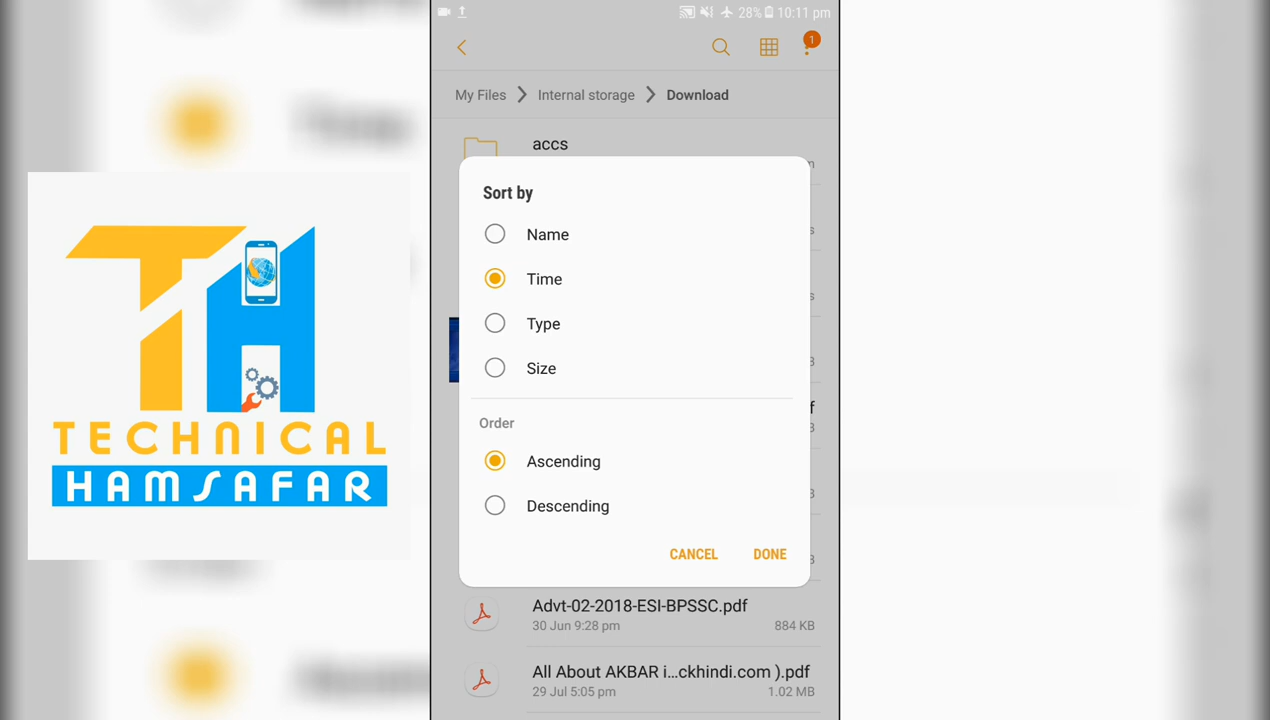 28% 10:11 pm
1
My Files Internal storage Download
accs
Sort by
Name
Time
Type
Size
Order
Ascending
Descending
CANCEL DONE
Advt-02-2018-ESI-BPSSC.pdf
30 Jun 9:28 pm 884 KB
All About AKBAR i...ckhindi.com ).pdf
29 Jul 5:05 pm 1.02 MB
TH
TECHNICAL
HAMSAFAR